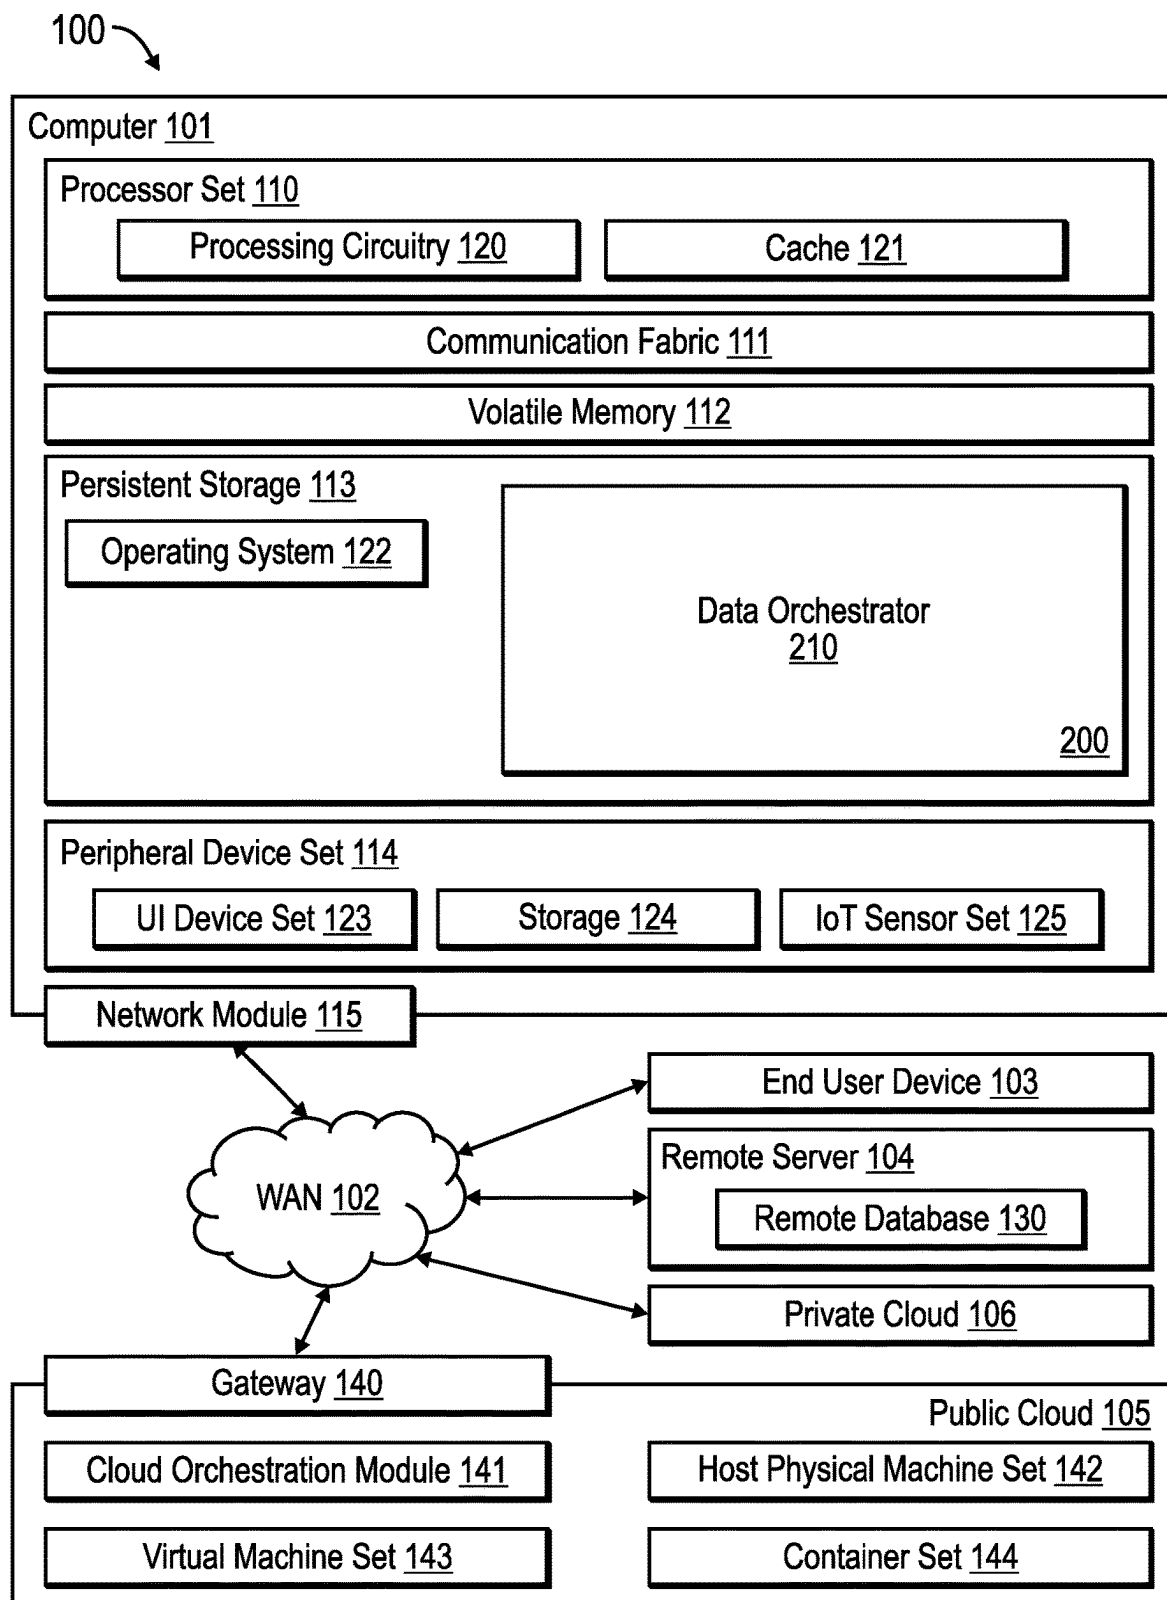 100
Computer 101
Processor Set 110
Processing Circuitry 120
Cache 121
Communication Fabric 111
Volatile Memory 112
Persistent Storage 113
Operating System 122
Data Orchestrator
210
200
Peripheral Device Set 114
UI Device Set 123
Storage 124
IoT Sensor Set 125
Network Module 115
End User Device 103
Remote Server 104
WAN 102
Remote Database 130
Private Cloud 106
Gateway 140
Public Cloud 105
Cloud Orchestration Module 141
Host Physical Machine Set 142
Virtual Machine Set 143
Container Set 144